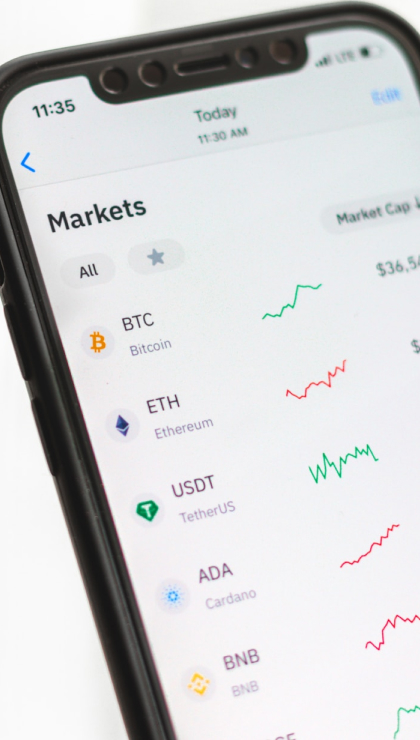 11:35
LTE
Today
11:30 AM
Edit
Markets
Market Cap
All
BTC
$36,5
Bitcoin
ETH
$
Ethereum
USDT
TetherUS
ADA
Cardano
BNB
BNB